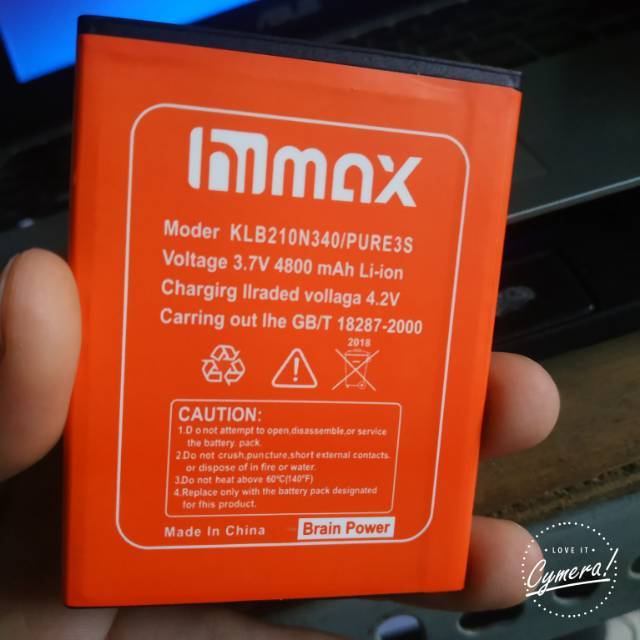 Immax
Moder KLB210N340/PURE3S
Voltage 3.7V 4800 mAh Li-ion
Chargirg Ilraded vollaga 4.2V
Carring out lhe GB/T 18287-2000
2018
CAUTION:
1.D o not attempt to open,disassemble,or service
the battery. pack.
2.Do not crush,puncture,short external contacts.
or dispose of in fire or water.
3.Do not heat above 60℃(140℉)
4.Replace only with the battery pack designated
for this product.
Made In China
Brain Power
LOVE IT
Cymera!